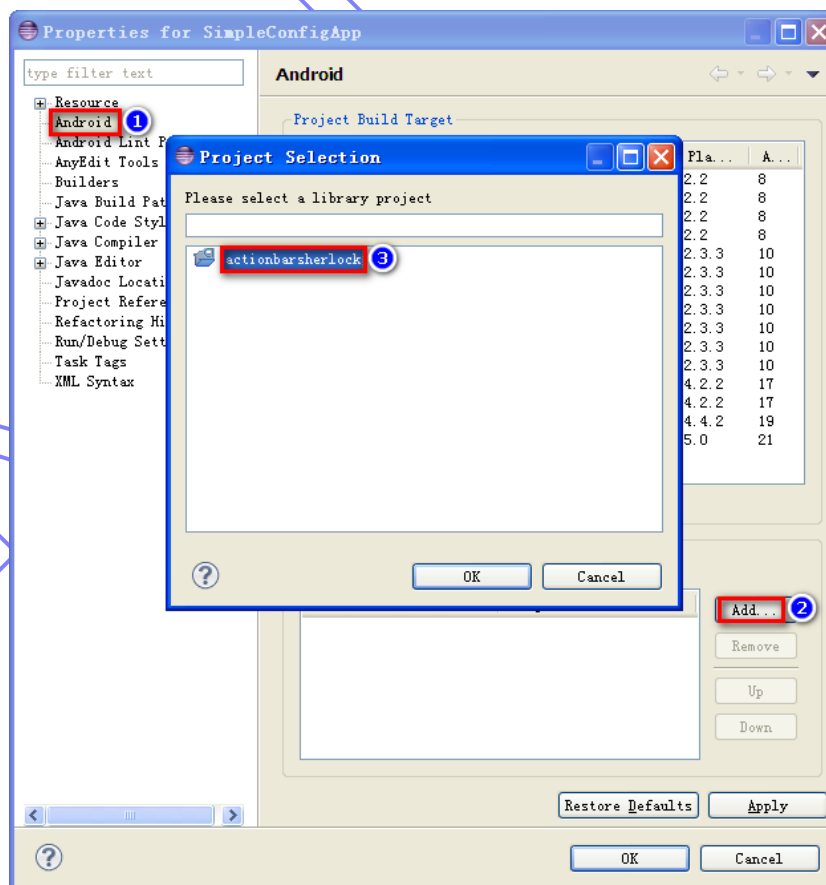 Properties for SimpleConfigApp
type filter text
Android
Resource
Android 1
Android Lint P
AnyEdit Tools
Builders
Java Build Pat
Java Code Styl
Java Compiler
Java Editor
Javadoc Locati
Project Refere
Refactoring Hi
Run/Debug Sett
Task Tags
XML Syntax
Project Build Target
Pla... A...
2.2 8
2.2 8
2.2 8
2.2 8
2.3.3 10
2.3.3 10
2.3.3 10
2.3.3 10
2.3.3 10
2.3.3 10
2.3.3 10
4.2.2 17
4.2.2 17
4.4.2 19
5.0 21
Project Selection
Please select a library project
actionbarsherlock 3
OK Cancel
Add... 2
Remove
Up
Down
Restore Defaults Apply
OK Cancel